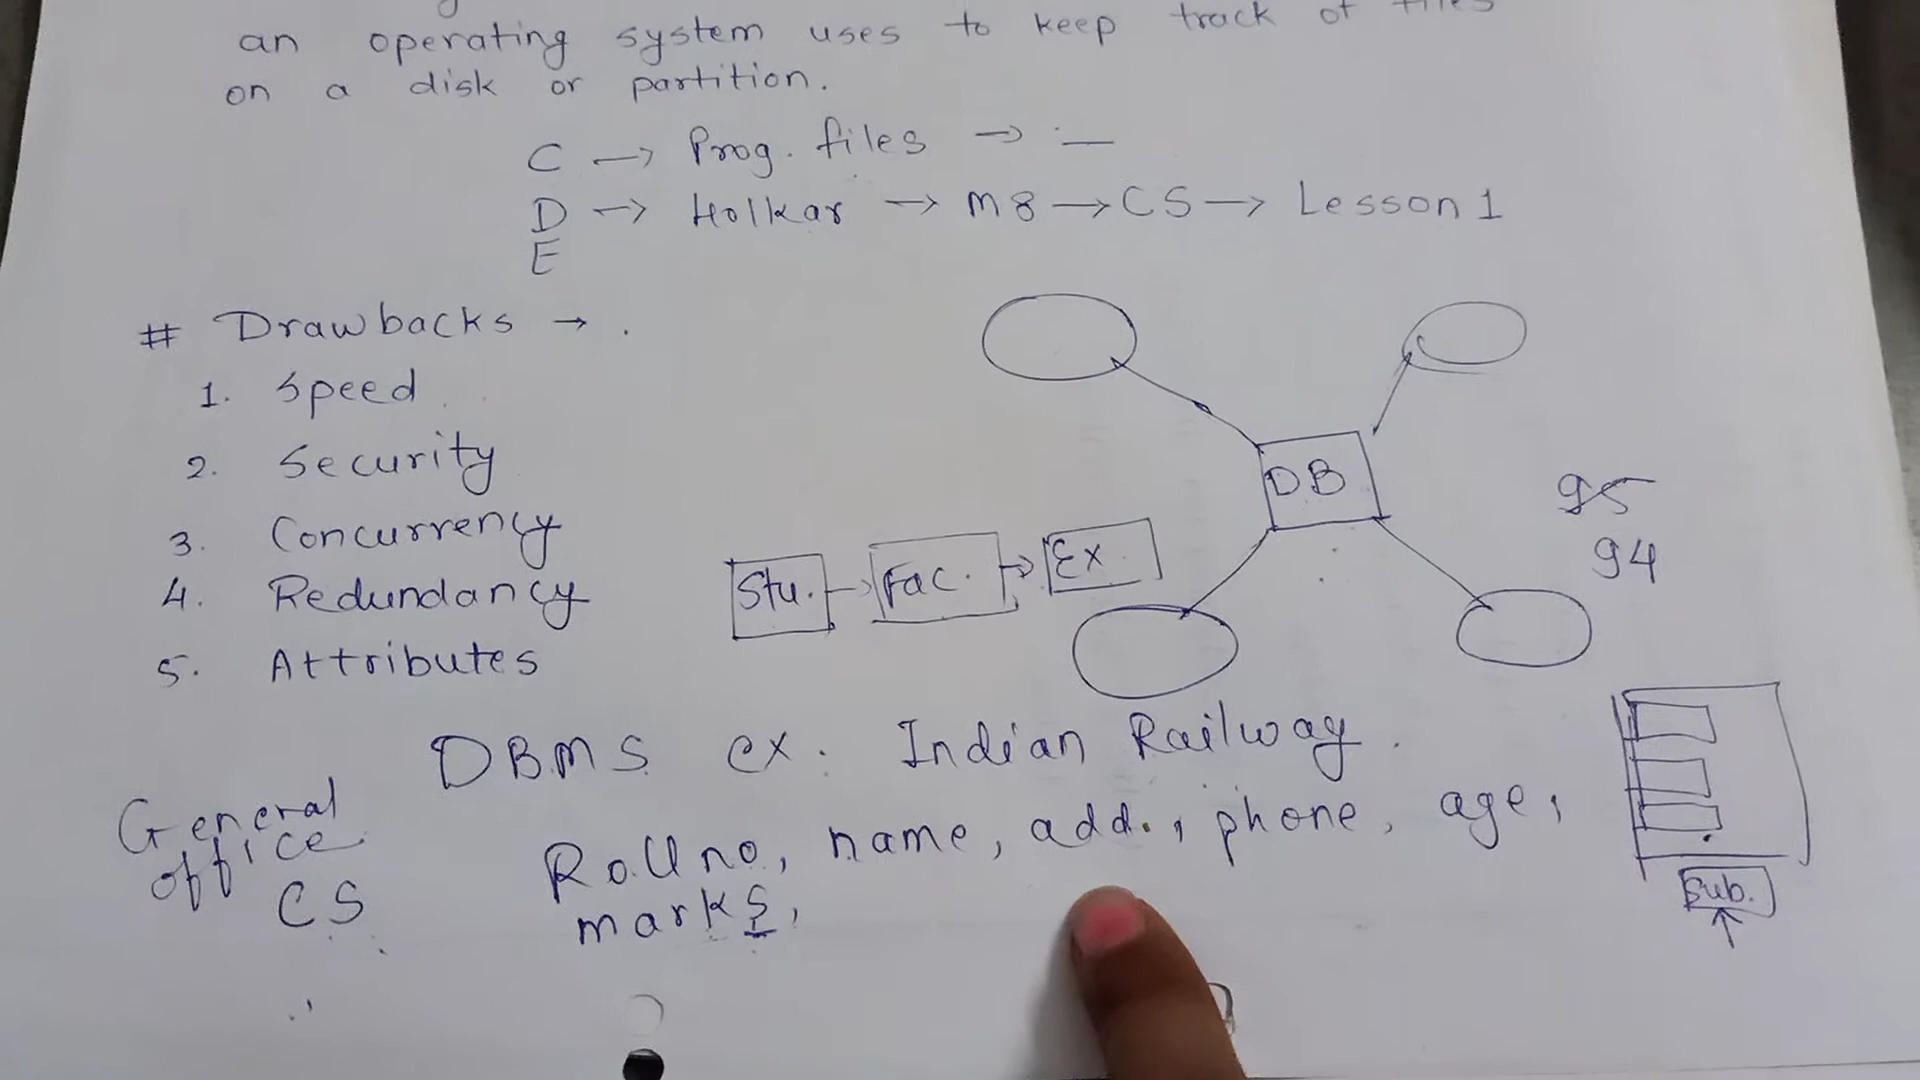 an operating system uses to keep track of files
on a disk or partition.
C → Prog. files → —
D → Holkar → M8 → CS → Lesson 1
E
# Drawbacks →
1. Speed
2. Security
3. Concurrency
4. Redundancy
5. Attributes
DB
95
94
Stu. → Fac. → Ex.
DBMS ex. Indian Railway.
General
office
CS
Roll no, name, add., phone, age,
marks,
Sub.